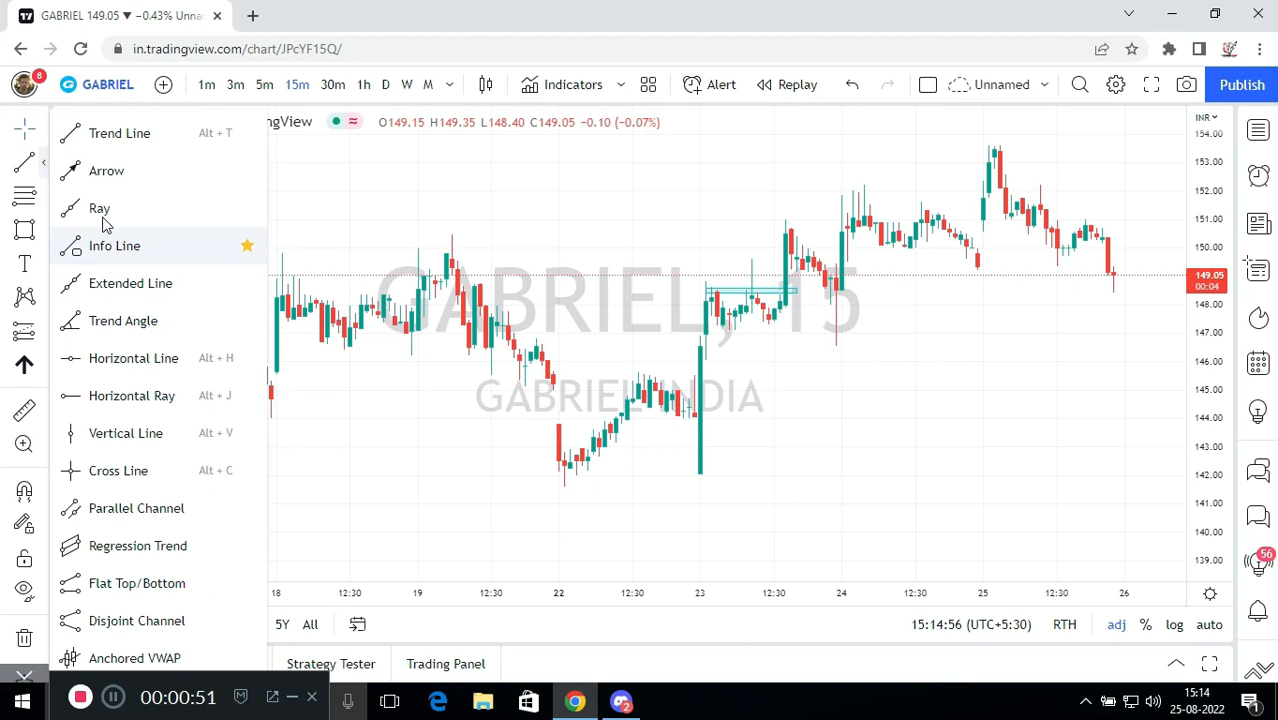 GABRIEL 149.05 ▼ −0.43% Unna
in.tradingview.com/chart/JPcYF15Q/
8 GABRIEL 1m 3m 5m 15m 30m 1h D W M Indicators Alert Replay Unnamed Publish
ngView ≈ O149.15 H149.35 L148.40 C149.05 -0.10 (-0.07%) INR
Trend Line Alt + T
Arrow
Ray
Info Line
Extended Line
Trend Angle
Horizontal Line Alt + H
Horizontal Ray Alt + J
Vertical Line Alt + V
Cross Line Alt + C
Parallel Channel
Regression Trend
Flat Top/Bottom
Disjoint Channel
Anchored VWAP
GABRIEL, 15
GABRIEL INDIA
154.00
153.00
152.00
151.00
150.00
149.05
00:04
148.00
147.00
146.00
145.00
144.00
143.00
142.00
141.00
140.00
139.00
56
18 12:30 19 12:30 22 12:30 23 12:30 24 12:30 25 12:30 26
5Y All 15:14:56 (UTC+5:30) RTH adj % log auto
Strategy Tester Trading Panel
00:00:51
2
15:14
25-08-2022
1